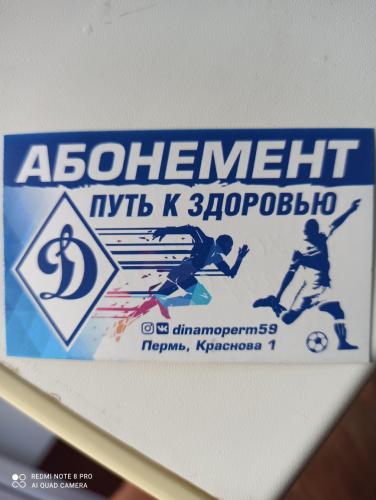 АБОНЕМЕНТ
ПУТЬ К ЗДОРОВЬЮ
Д
dinamoperm59
Пермь, Краснова 1
REDMI NOTE 8 PRO
AI QUAD CAMERA